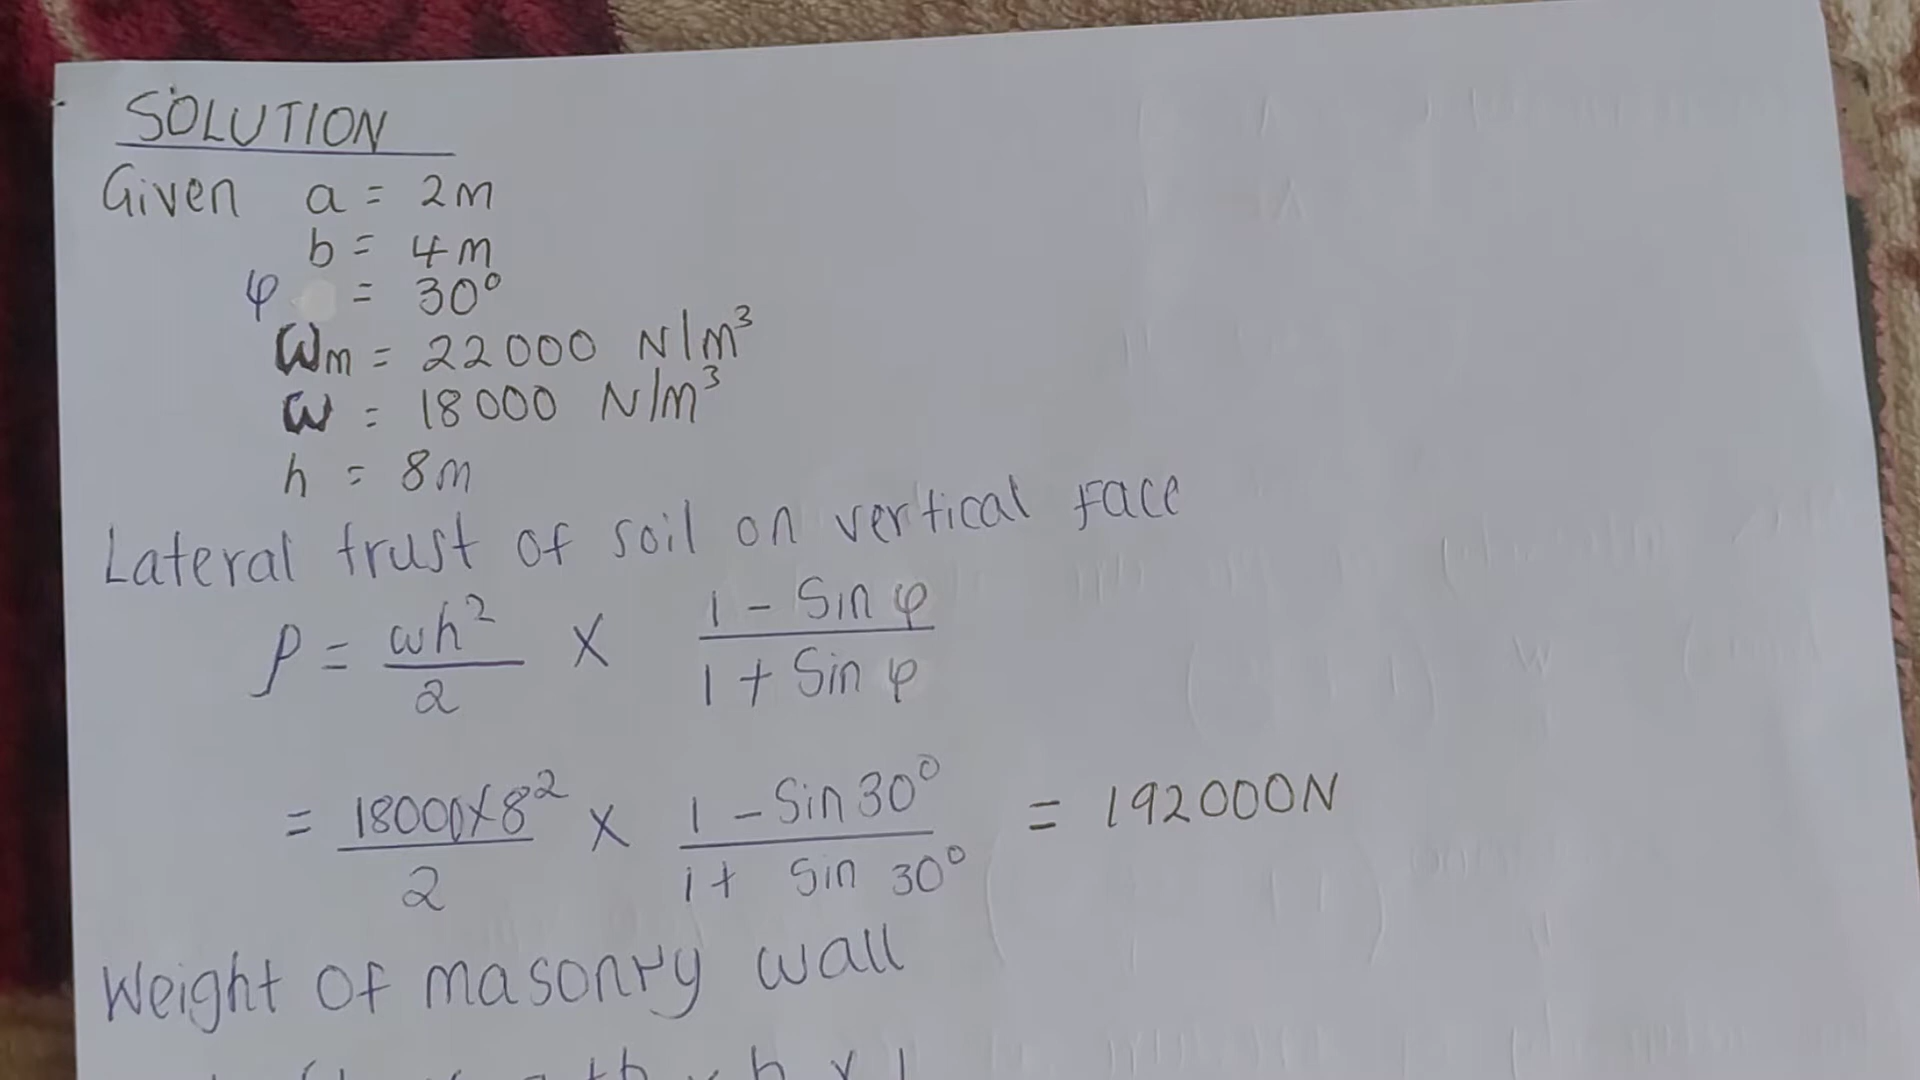 SOLUTION
Given a = 2m
b = 4m
φ = 30°
Wm = 22000 N/m³
W = 18000 N/m³
h = 8m
Lateral trust of soil on vertical Face
P = wh²/2 × (1 - Sin φ)/(1 + Sin φ)
= 18000×8²/2 × (1 - Sin 30°)/(1 + Sin 30°) = 192000N
Weight of masonry wall